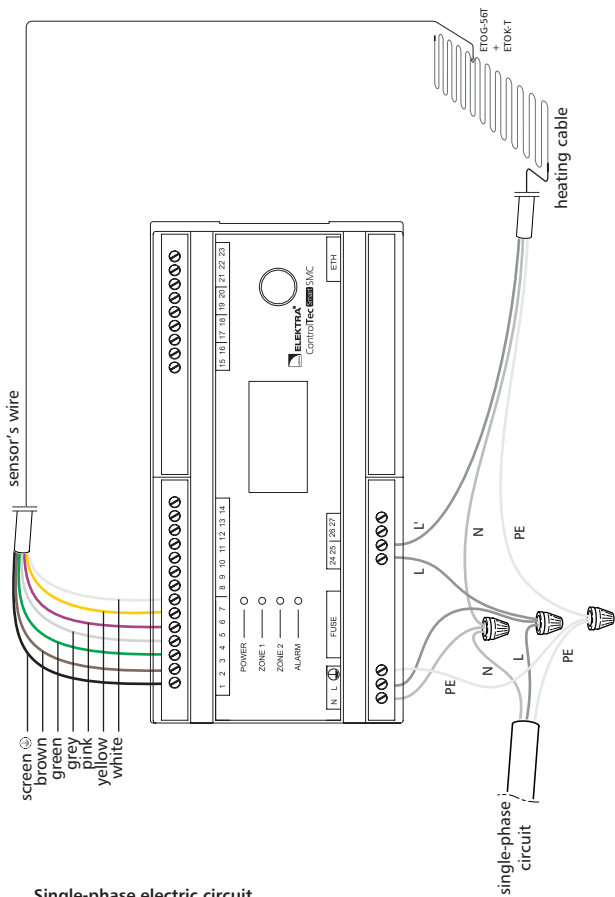 ETOG-56T
+
ETOK-T
heating cable
sensor's wire
screen
brown
green
grey
pink
yellow
white
1 2 3 4 5 6 7 8 9 10 11 12 13 14
15 16 17 18 19 20 21 22 23
POWER
ZONE 1
ZONE 2
ALARM
ELEKTRA®
ControlTec Smart SMC
N L
FUSE
24 25 26 27
ETH
L'
L
N
PE
PE
N
L
PE
single-phase
circuit
Single-phase electric circuit